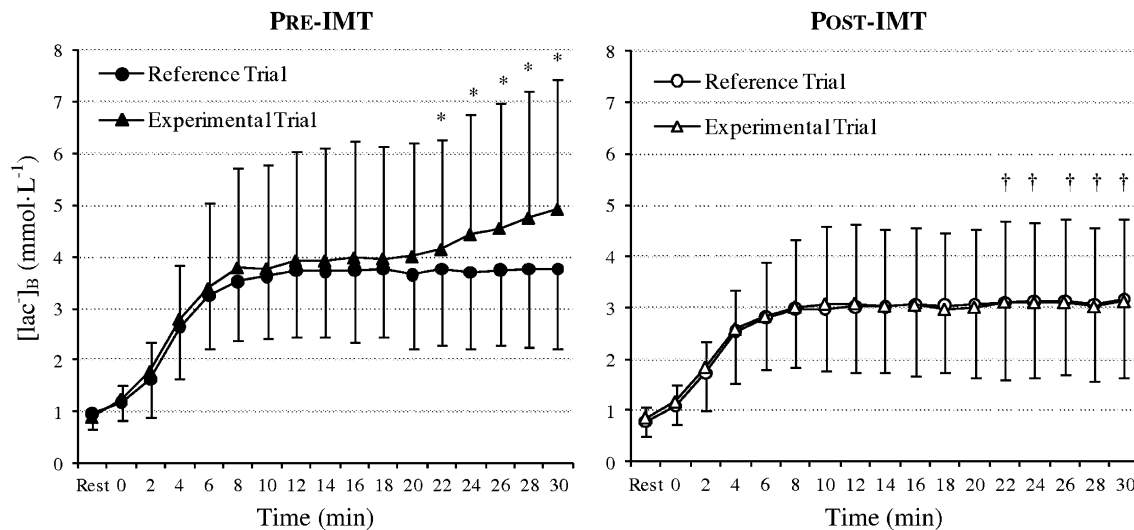 PRE-IMT
[lac⁻]B (mmol·L⁻¹)
8
7
6
5
4
3
2
1
0
Reference Trial
Experimental Trial
* * * * *
Rest 0 2 4 6 8 10 12 14 16 18 20 22 24 26 28 30
Time (min)
POST-IMT
8
7
6
5
4
3
2
1
0
Reference Trial
Experimental Trial
† † † † †
Rest 0 2 4 6 8 10 12 14 16 18 20 22 24 26 28 30
Time (min)